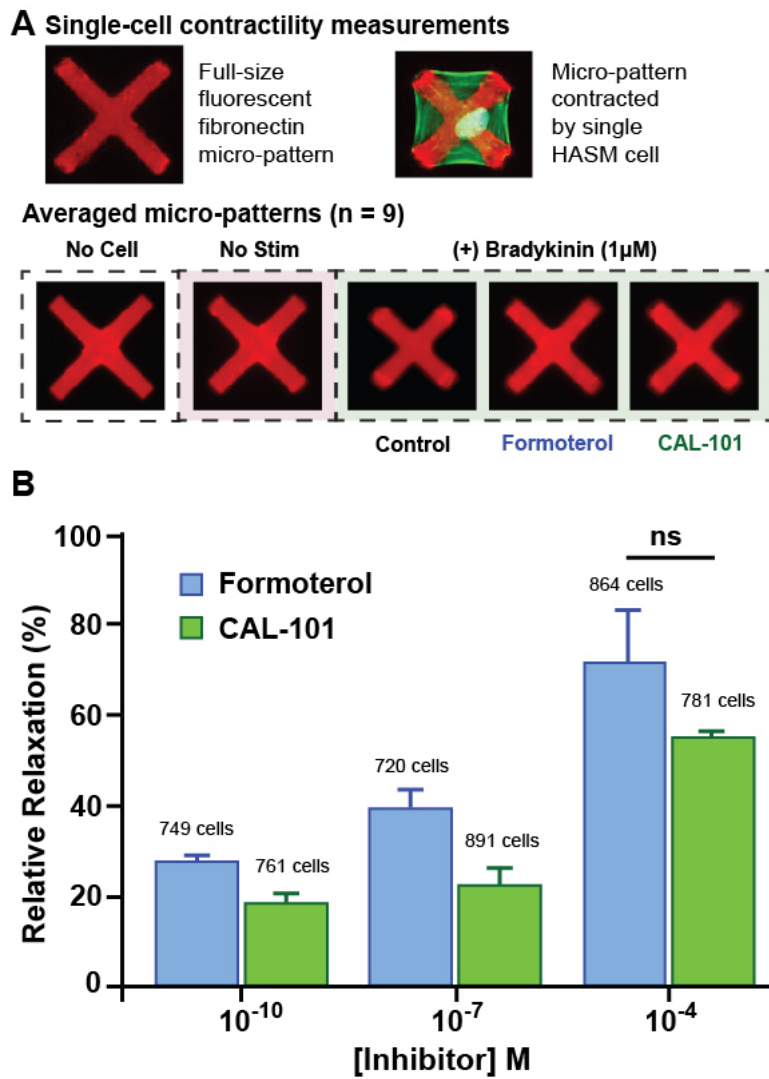 A Single-cell contractility measurements
Full-size
fluorescent
fibronectin
micro-pattern
Micro-pattern
contracted
by single
HASM cell
Averaged micro-patterns (n = 9)
No Cell
No Stim
(+) Bradykinin (1µM)
Control
Formoterol
CAL-101
B
Relative Relaxation (%)
100
80
60
40
20
0
Formoterol
CAL-101
ns
749 cells
761 cells
720 cells
891 cells
864 cells
781 cells
10⁻¹⁰
10⁻⁷
10⁻⁴
[Inhibitor] M